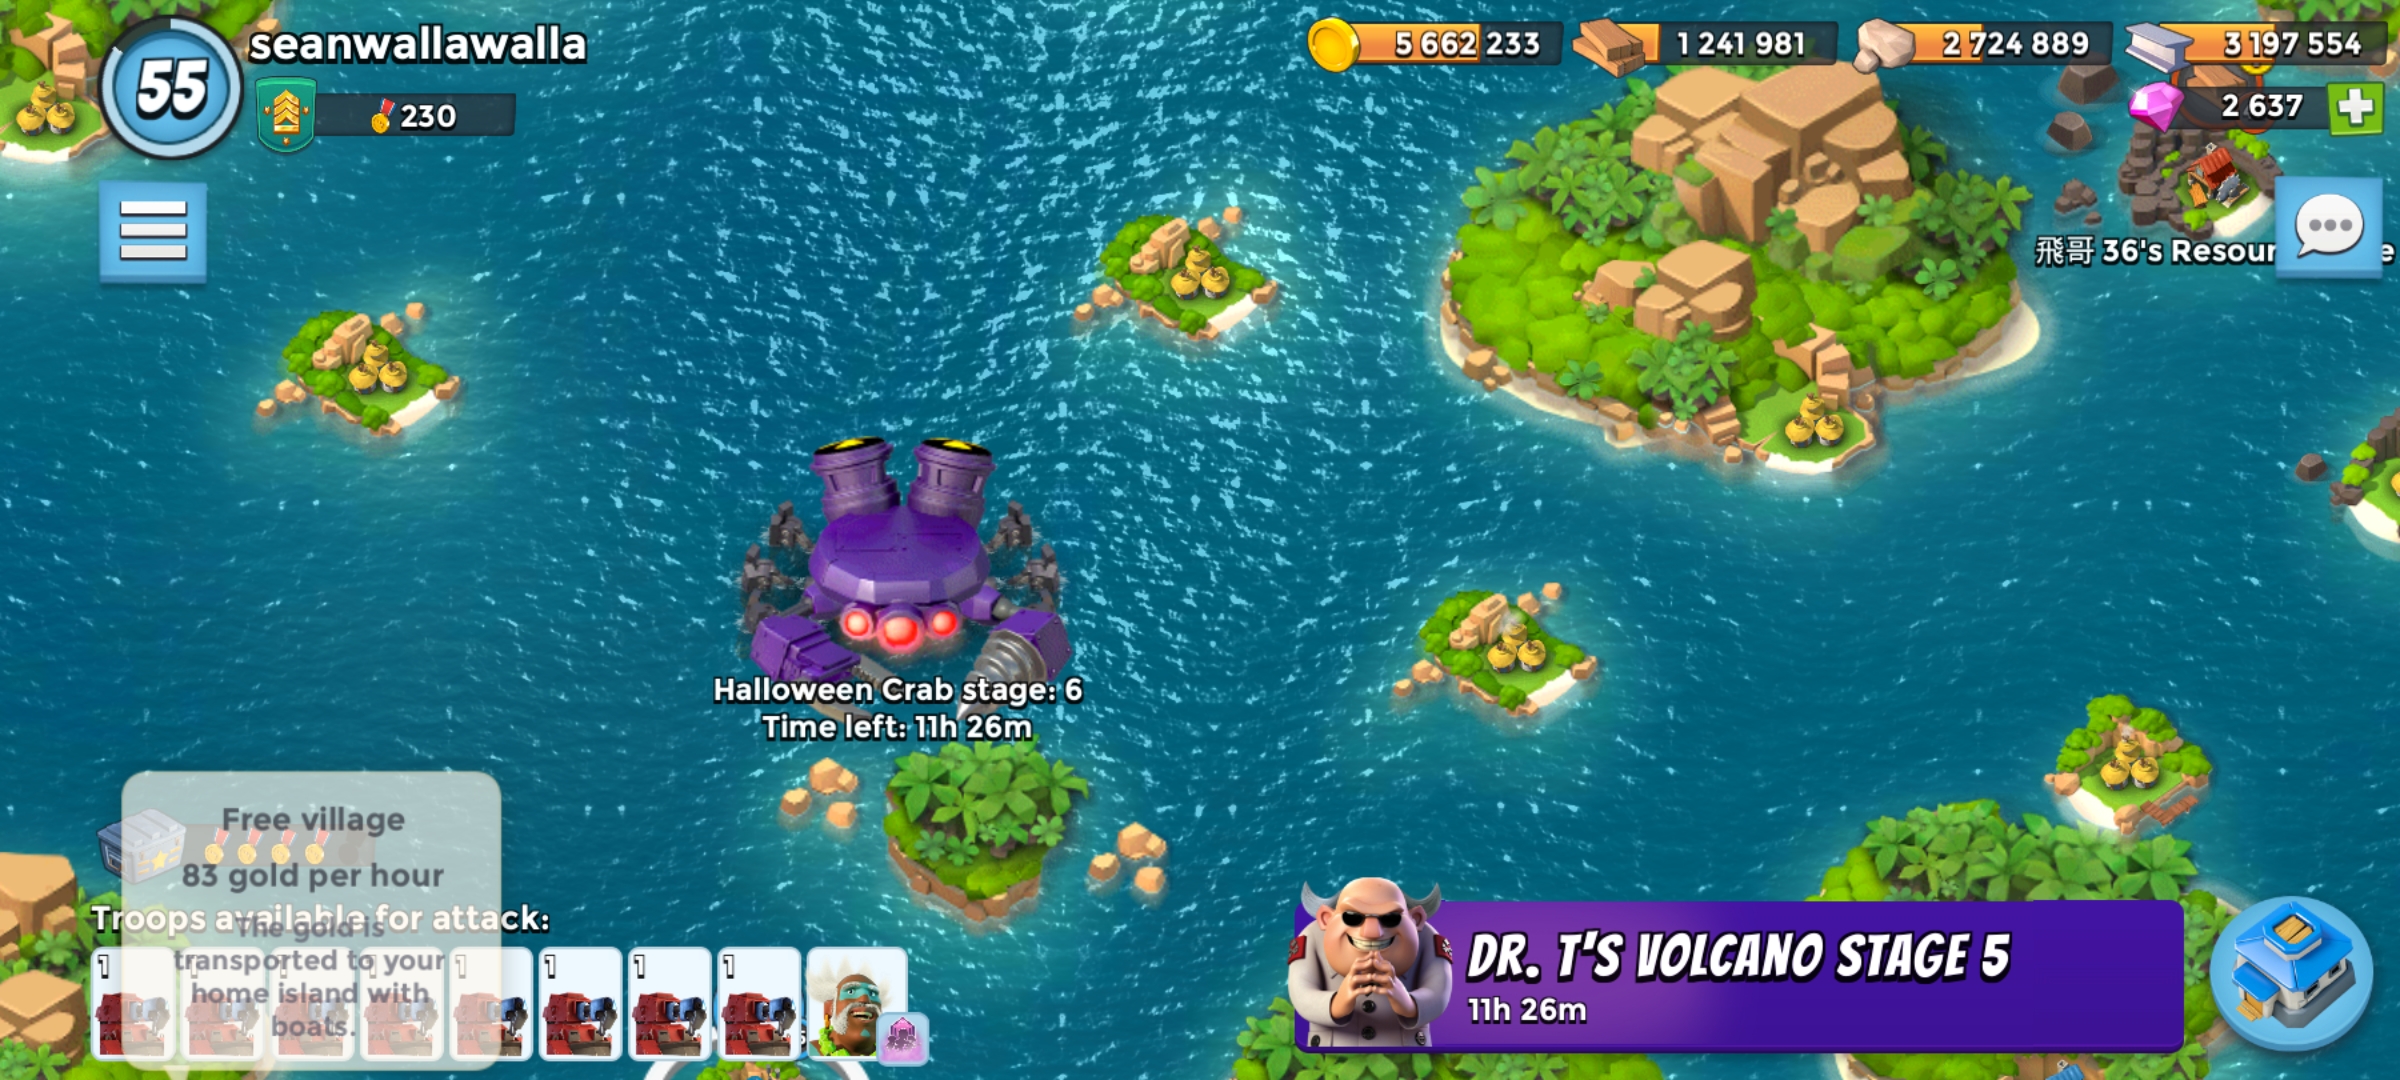 55
seanwallawalla
230
5 662 233
1 241 981
2 724 889
3 197 554
2 637
飛哥 36's Resour
e
Halloween Crab stage: 6
Time left: 11h 26m
Free village
83 gold per hour
Troops available for attack:
The gold is
transported to your
home island with
boats.
1 1 1 1 1 1 1 1
DR. T'S VOLCANO STAGE 5
11h 26m